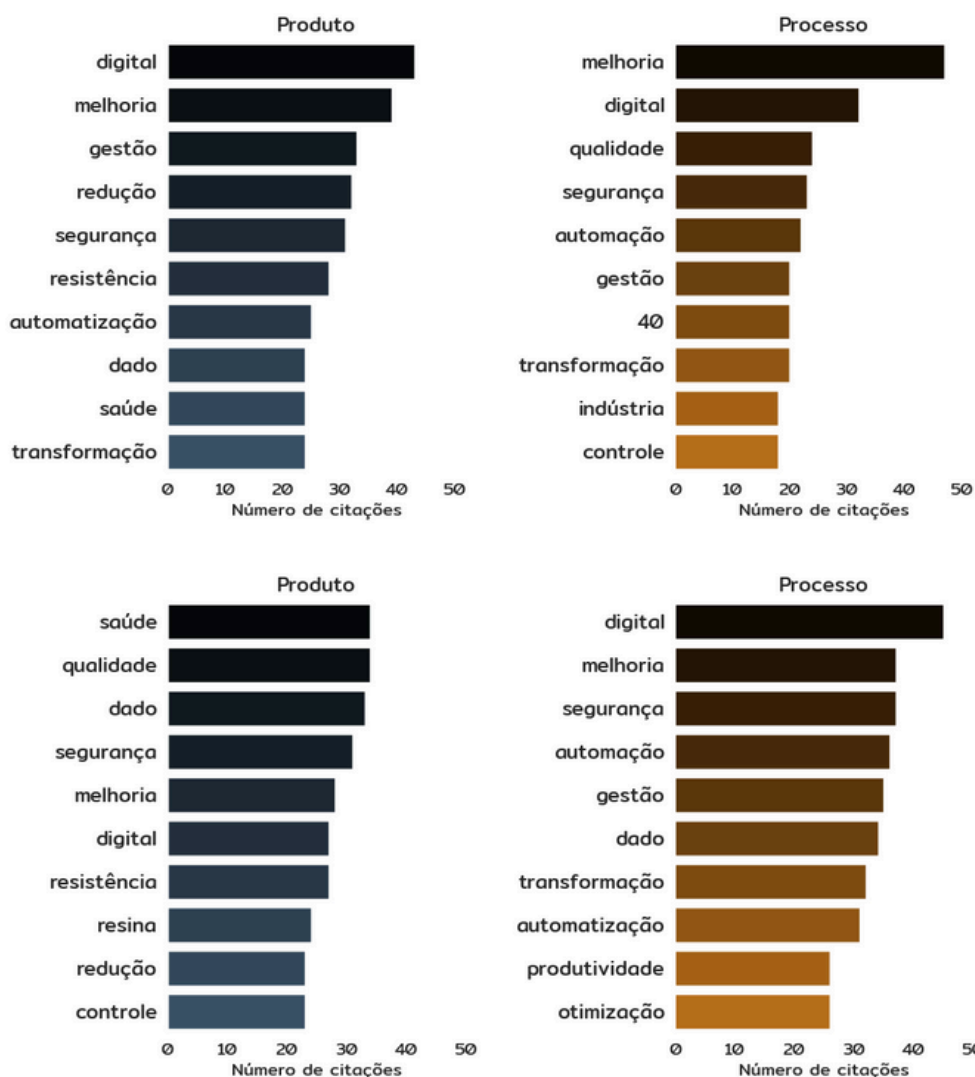 Produto
digital
melhoria
gestão
redução
segurança
resistência
automatização
dado
saúde
transformação
0 10 20 30 40 50
Número de citações
Processo
melhoria
digital
qualidade
segurança
automação
gestão
40
transformação
indústria
controle
0 10 20 30 40 50
Número de citações
Produto
saúde
qualidade
dado
segurança
melhoria
digital
resistência
resina
redução
controle
0 10 20 30 40 50
Número de citações
Processo
digital
melhoria
segurança
automação
gestão
dado
transformação
automatização
produtividade
otimização
0 10 20 30 40
Número de citações